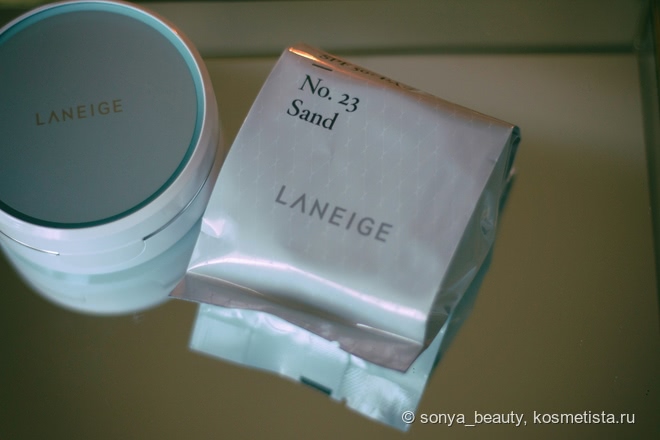 LANEIGE
No. 23
Sand
LANEIGE
© sonya_beauty, kosmetista.ru